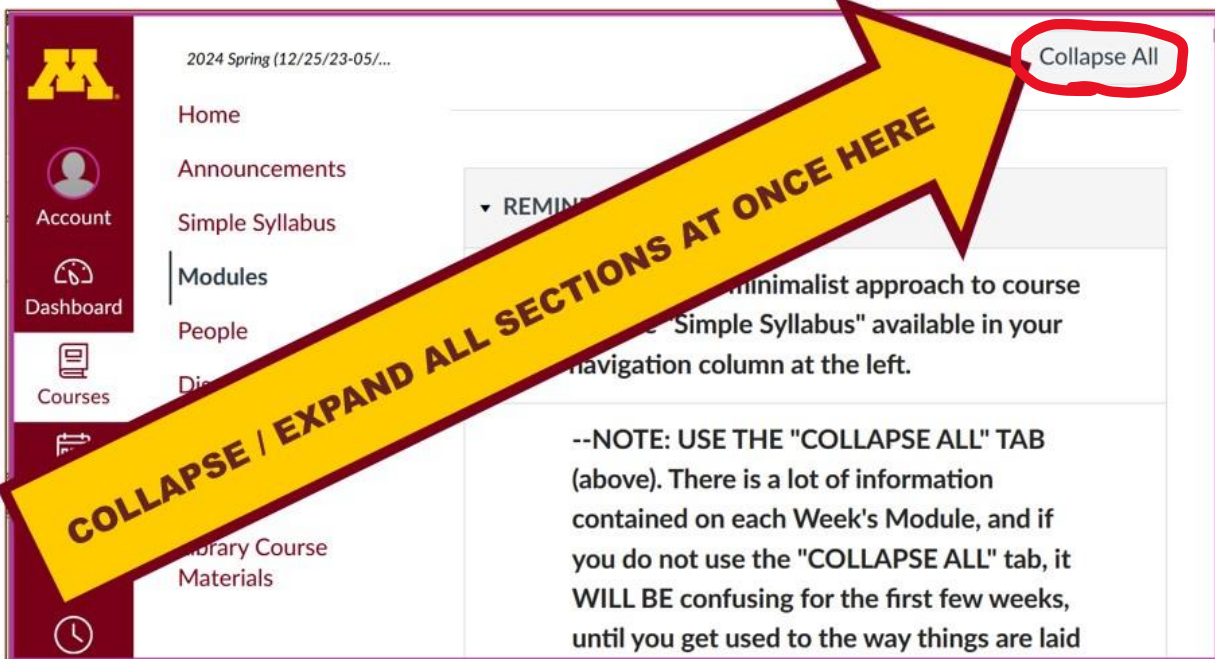 2024 Spring (12/25/23-05/...
Collapse All
Home
Announcements
Simple Syllabus
Modules
People
Account
Dashboard
Courses
Course
Materials
COLLAPSE / EXPAND ALL SECTIONS AT ONCE HERE
minimalist approach to course
"Simple Syllabus" available in your
navigation column at the left.
--NOTE: USE THE "COLLAPSE ALL" TAB
(above). There is a lot of information
contained on each Week's Module, and if
you do not use the "COLLAPSE ALL" tab, it
WILL BE confusing for the first few weeks,
until you get used to the way things are laid